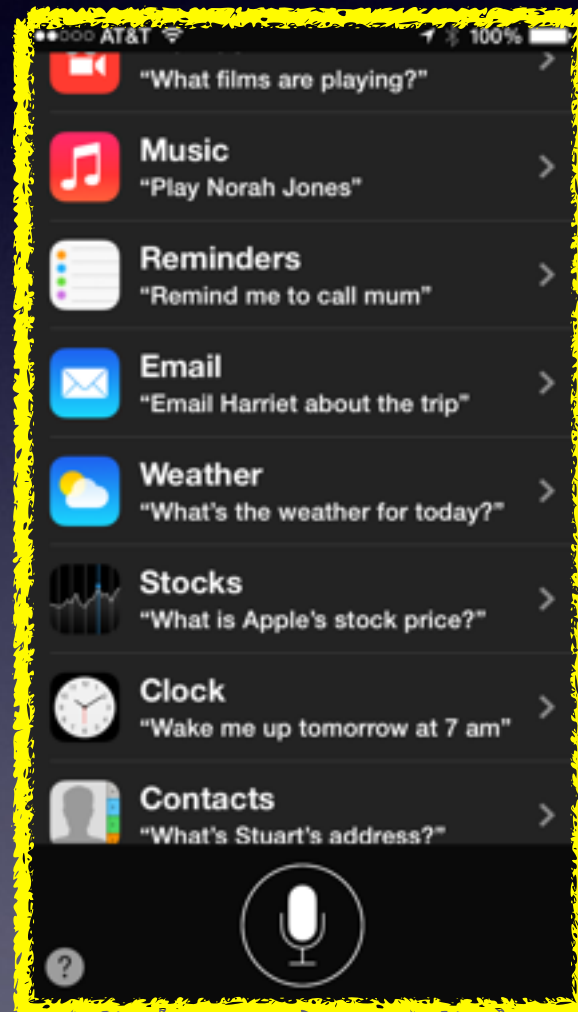 AT&T 100%
“What films are playing?”
Music
“Play Norah Jones”
Reminders
“Remind me to call mum”
Email
“Email Harriet about the trip”
Weather
“What’s the weather for today?”
Stocks
“What is Apple’s stock price?”
Clock
“Wake me up tomorrow at 7 am”
Contacts
“What’s Stuart’s address?”
?